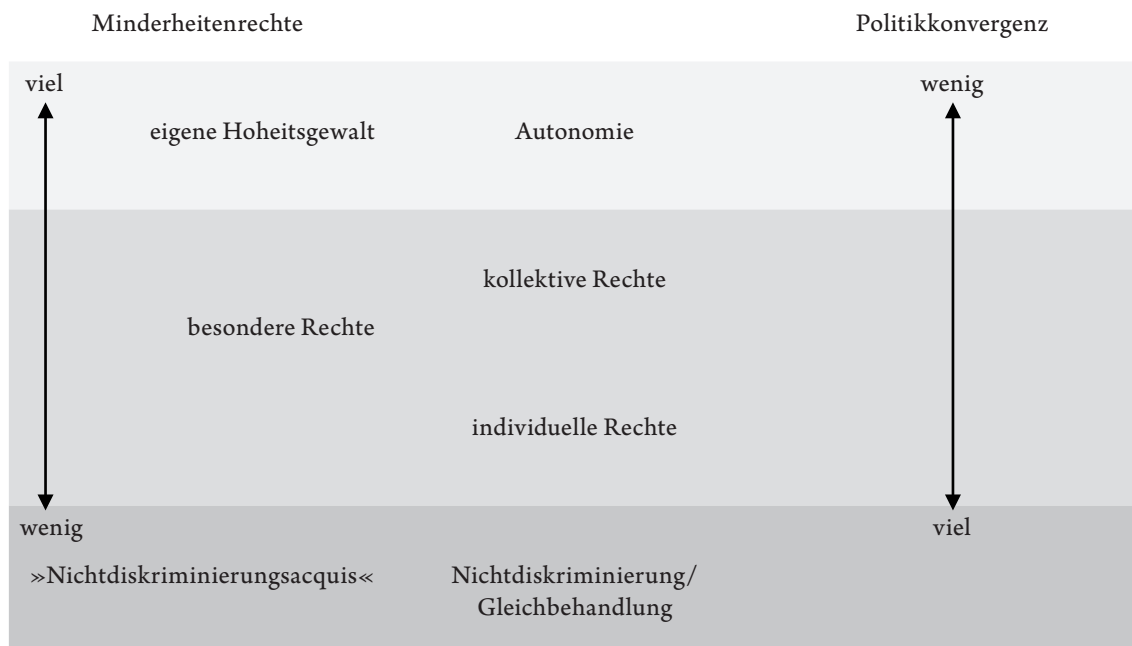 Minderheitenrechte Politikkonvergenz
viel wenig
eigene Hoheitsgewalt Autonomie
kollektive Rechte
besondere Rechte
individuelle Rechte
wenig viel
»Nichtdiskriminierungsacquis« Nichtdiskriminierung/
Gleichbehandlung